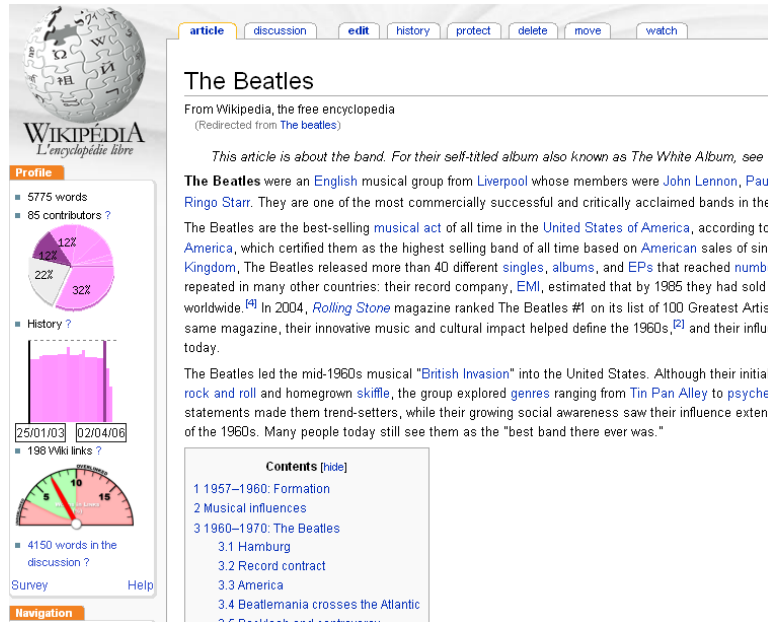 article
discussion
edit
history
protect
delete
move
watch
WIKIPÉDIA
L'encyclopédie libre
The Beatles
From Wikipedia, the free encyclopedia
(Redirected from The beatles)
This article is about the band. For their self-titled album also known as The White Album, see
The Beatles were an English musical group from Liverpool whose members were John Lennon, Pau
Ringo Starr. They are one of the most commercially successful and critically acclaimed bands in the
The Beatles are the best-selling musical act of all time in the United States of America, according to
America, which certified them as the highest selling band of all time based on American sales of sin
Kingdom, The Beatles released more than 40 different singles, albums, and EPs that reached numb
repeated in many other countries: their record company, EMI, estimated that by 1985 they had sold
worldwide.[4] In 2004, Rolling Stone magazine ranked The Beatles #1 on its list of 100 Greatest Artis
same magazine, their innovative music and cultural impact helped define the 1960s,[2] and their influ
today.
The Beatles led the mid-1960s musical "British Invasion" into the United States. Although their initial
rock and roll and homegrown skiffle, the group explored genres ranging from Tin Pan Alley to psyche
statements made them trend-setters, while their growing social awareness saw their influence exten
of the 1960s. Many people today still see them as the "best band there ever was."
Contents [hide]
1 1957–1960: Formation
2 Musical influences
3 1960–1970: The Beatles
3.1 Hamburg
3.2 Record contract
3.3 America
3.4 Beatlemania crosses the Atlantic
Profile
5775 words
85 contributors ?
12%
12%
22%
32%
History ?
25/01/03 02/04/06
198 Wiki links ?
OVERLINKED
5
10
15
4150 words in the
discussion ?
Survey
Help
Navigation